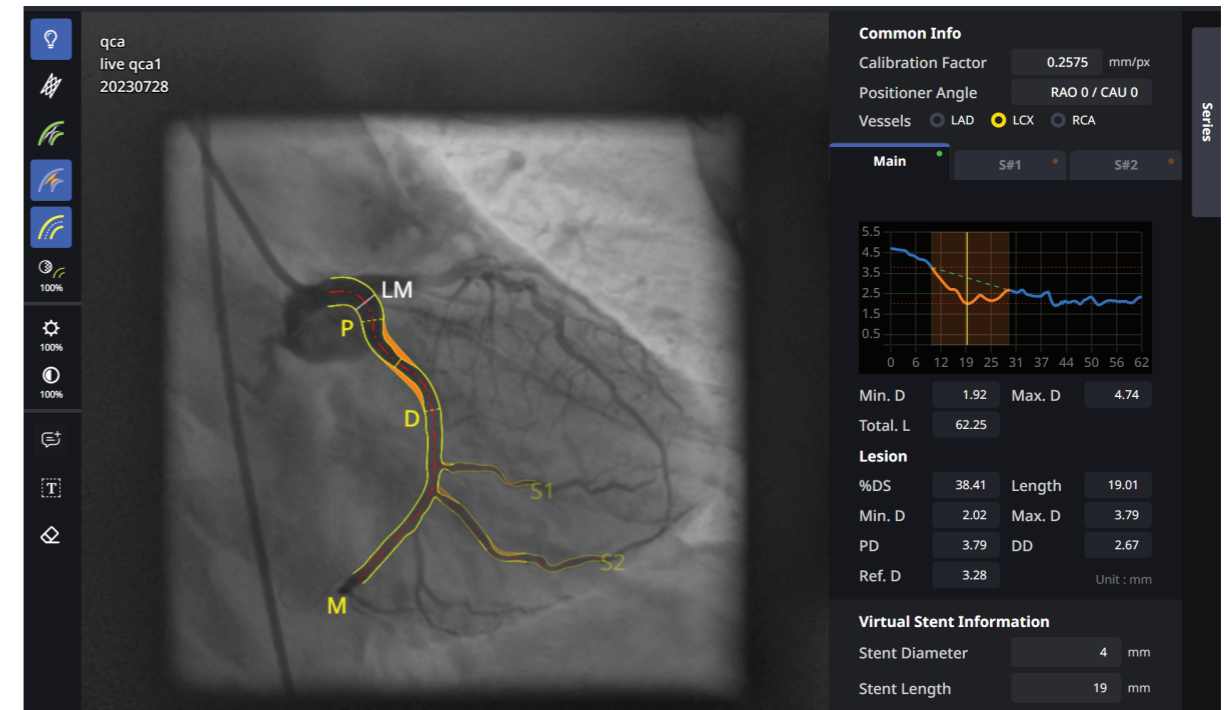 qca
live qca1
20230728
100%
100%
100%
T
LM
P
D
S1
S2
M
Common Info
Calibration Factor 0.2575 mm/px
Positioner Angle RAO 0 / CAU 0
Vessels LAD LCX RCA
Main S#1 S#2
5.5
4.5
3.5
2.5
1.5
0.5
0 6 12 19 25 31 37 44 50 56 62
Min. D 1.92 Max. D 4.74
Total. L 62.25
Lesion
%DS 38.41 Length 19.01
Min. D 2.02 Max. D 3.79
PD 3.79 DD 2.67
Ref. D 3.28 Unit : mm
Virtual Stent Information
Stent Diameter 4 mm
Stent Length 19 mm
Series